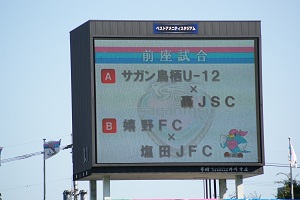 ベストアメニティスタジアム
前座試合
A サガン鳥栖U-12
×
轟JSC
B 嬉野FC
×
塩田JFC